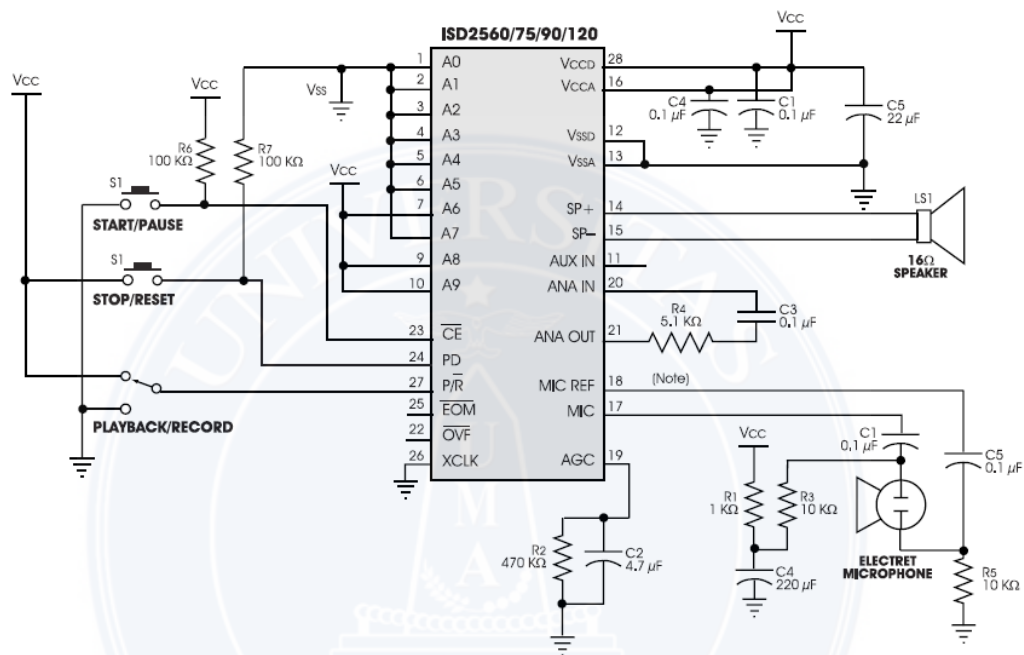 ISD2560/75/90/120
VCC
VCC
VCC
VSS
R6
100 KΩ
R7
100 KΩ
S1
START/PAUSE
S1
STOP/RESET
PLAYBACK/RECORD
VCC
1 A0
2 A1
3 A2
4 A3
5 A4
6 A5
7 A6
A7
9 A8
10 A9
23 CE
24 PD
27 P/R
25 EOM
22 OVF
26 XCLK
VCCD 28
VCCA 16
VSSD 12
VSSA 13
SP+ 14
SP– 15
AUX IN 11
ANA IN 20
ANA OUT 21
MIC REF 18
MIC 17
AGC 19
C4
0.1 µF
C1
0.1 µF
C5
22 µF
LS1
16Ω
SPEAKER
R4
5.1 KΩ
C3
0.1 µF
(Note)
C1
0.1 µF
C5
0.1 µF
VCC
R1
1 KΩ
R3
10 KΩ
C4
220 µF
ELECTRET
MICROPHONE
R5
10 KΩ
R2
470 KΩ
C2
4.7 µF
UNIVERSITAS
U
M
A